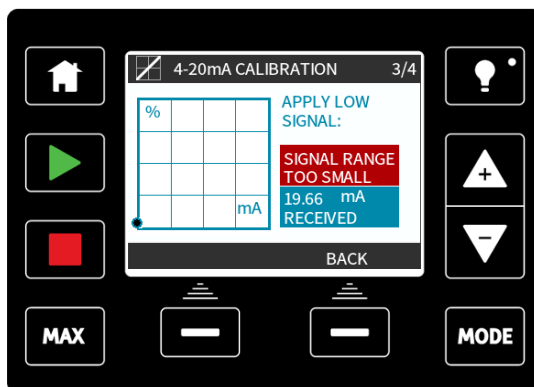 4-20mA CALIBRATION 3/4
%
mA
APPLY LOW
SIGNAL:
SIGNAL RANGE
TOO SMALL
19.66 mA
RECEIVED
BACK
MAX
MODE